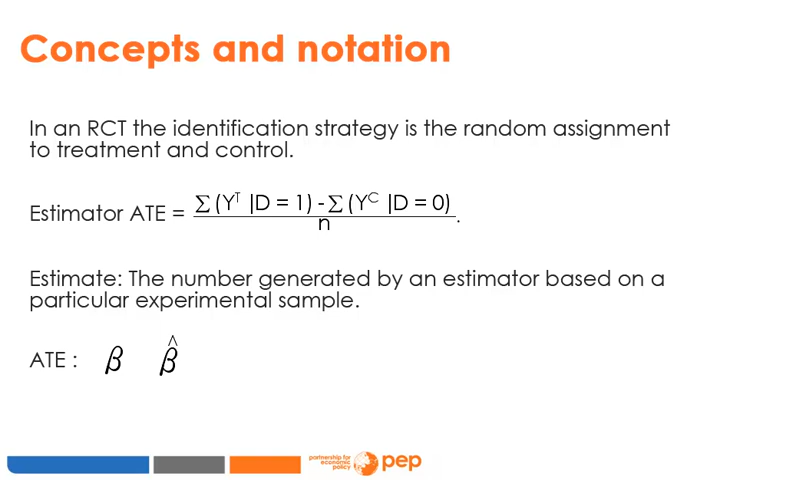 Concepts and notation
In an RCT the identification strategy is the random assignment
to treatment and control.
Estimator ATE = ∑ (Yᵀ |D = 1) - ∑ (Yᶜ |D = 0)
n
.
Estimate: The number generated by an estimator based on a
particular experimental sample.
ATE : β β̂
partnership for
economic
policy
pep